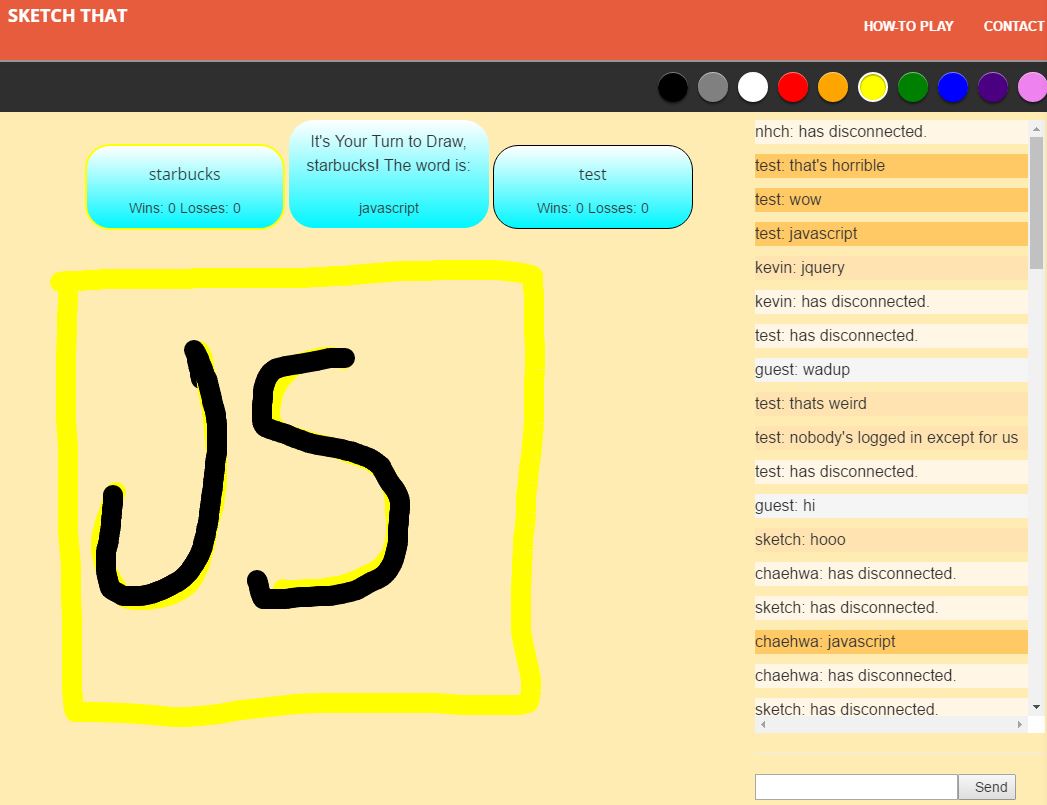 SKETCH THAT
HOW-TO PLAY CONTACT
starbucks
Wins: 0 Losses: 0
It's Your Turn to Draw,
starbucks! The word is:
javascript
test
Wins: 0 Losses: 0
JS
nhch: has disconnected.
test: that's horrible
test: wow
test: javascript
kevin: jquery
kevin: has disconnected.
test: has disconnected.
guest: wadup
test: thats weird
test: nobody's logged in except for us
test: has disconnected.
guest: hi
sketch: hooo
chaehwa: has disconnected.
sketch: has disconnected.
chaehwa: javascript
chaehwa: has disconnected.
sketch: has disconnected.
Send